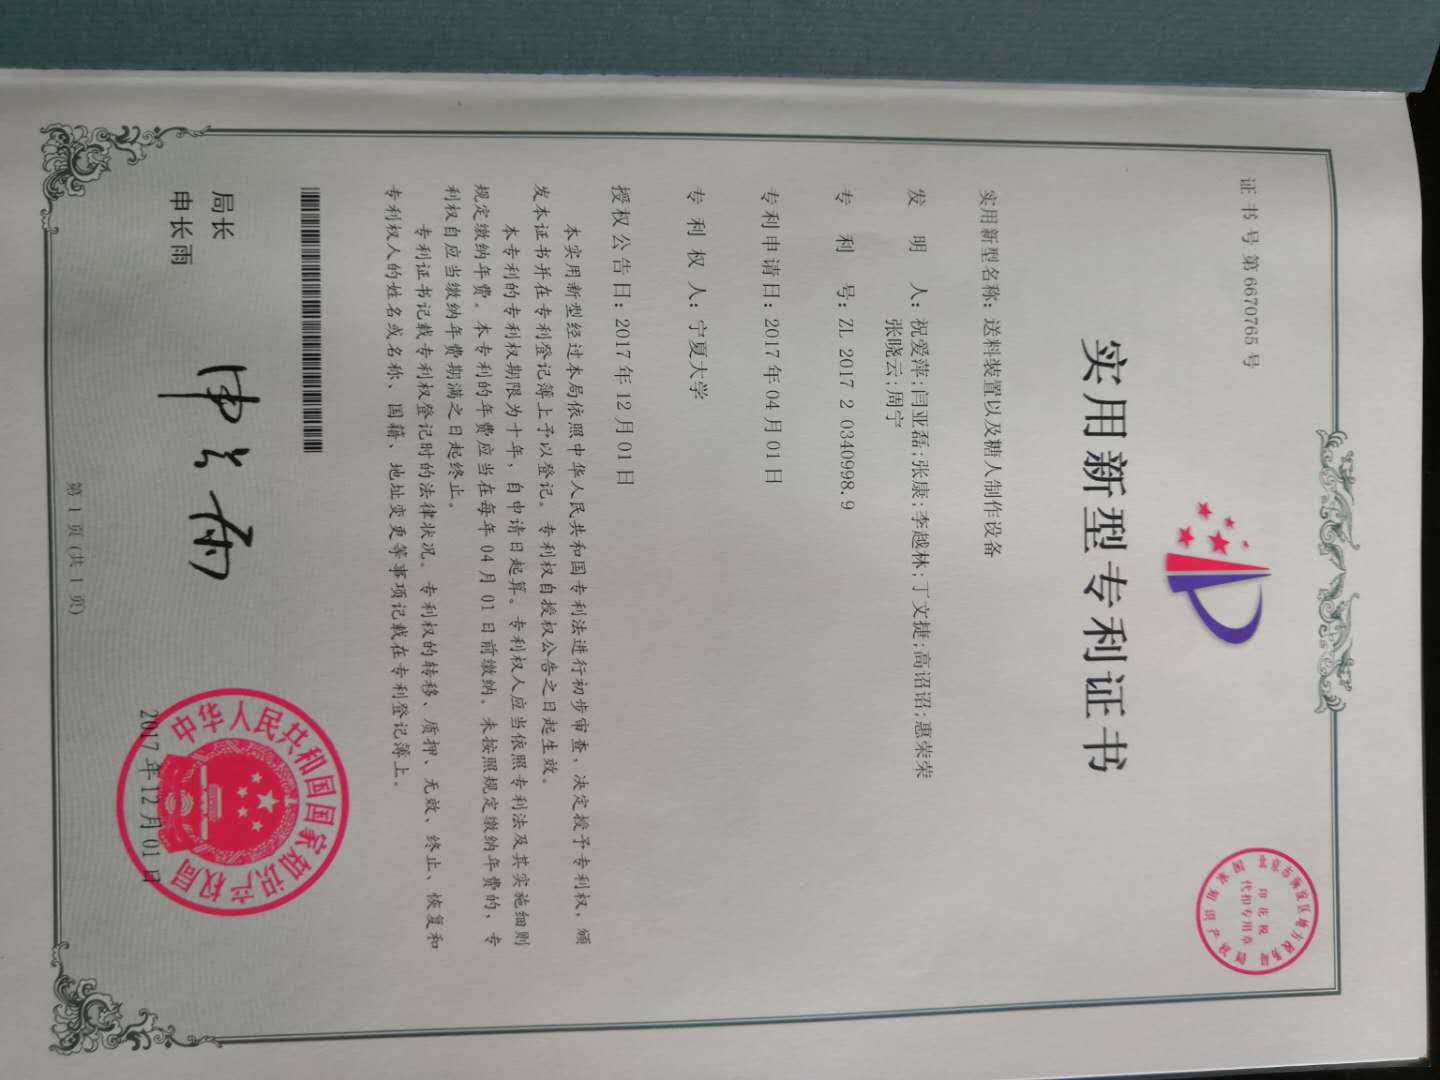 证书号第6670765号
实用新型专利证书
实用新型名称：送料装置以及糖人制作设备
发明人：祝爱萍;闫亚磊;张康;李越林;丁文捷;高诏诏;惠荣荣
张晓云;周宁
专利号：ZL 2017 2 0340998.9
专利申请日：2017年04月01日
专利权人：宁夏大学
授权公告日：2017年12月01日
本实用新型经过本局依照中华人民共和国专利法进行初步审查，决定授予专利权，颁
发本证书并在专利登记簿上予以登记。专利权自授权公告之日起生效。
本专利的专利权期限为十年，自申请日起算。专利权人应当依照专利法及其实施细则
规定缴纳年费。本专利的年费应当在每年04月01日前缴纳。未按照规定缴纳年费的，专
利权自应当缴纳年费期满之日起终止。
专利证书记载专利权登记时的法律状况。专利权的转移、质押、无效、终止、恢复和
专利权人的姓名或名称、国籍、地址变更等事项记载在专利登记簿上。
局长
申长雨
申长雨
中华人民共和国国家知识产权局
2017年12月01日
第1页(共1页)
印花税
代扣专用章
国家知识产权局